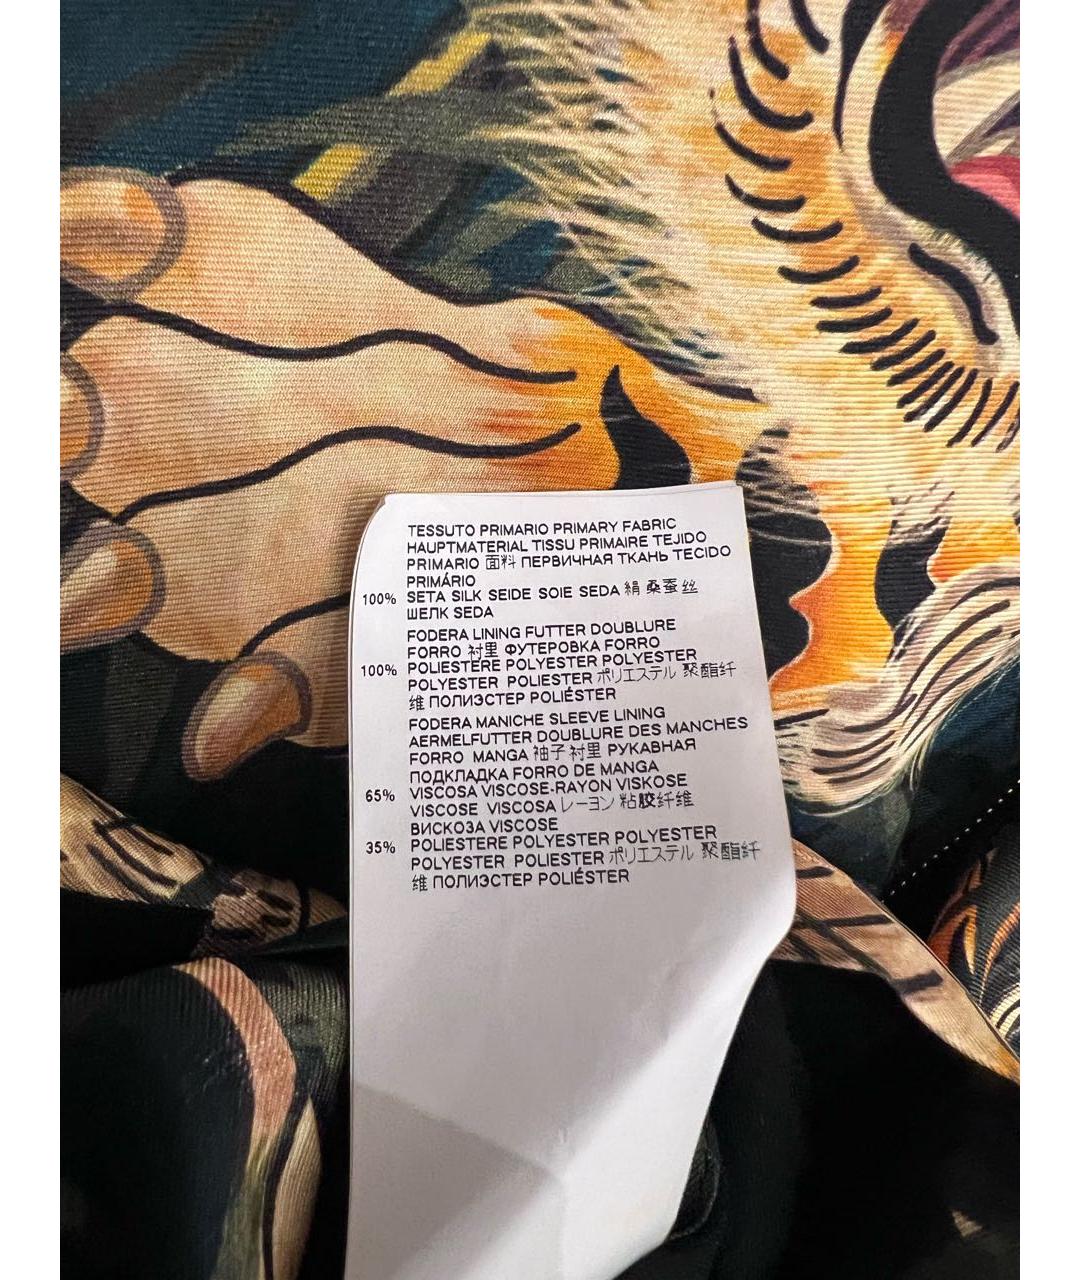 TESSUTO PRIMARIO PRIMARY FABRIC
HAUPTMATERIAL TISSU PRIMAIRE TEJIDO
PRIMARIO 面料 ПЕРВИЧНАЯ ТКАНЬ TECIDO
PRIMÁRIO
100% SETA SILK SEIDE SOIE SEDA 絹 桑蚕丝
ШЕЛК SEDA
FODERA LINING FUTTER DOUBLURE
FORRO 衬里 ФУТЕРОВКА FORRO
100% POLIESTERE POLYESTER POLYESTER
POLYESTER POLIESTER ポリエステル 聚酯纤
维 ПОЛИЭСТЕР POLIÉSTER
FODERA MANICHE SLEEVE LINING
AERMELFUTTER DOUBLURE DES MANCHES
FORRO MANGA 袖子 衬里 РУКАВНАЯ
ПОДКЛАДКА FORRO DE MANGA
65% VISCOSA VISCOSE-RAYON VISKOSE
VISCOSE VISCOSA レーヨン 粘胶纤维
ВИСКОЗА VISCOSE
35% POLIESTERE POLYESTER POLYESTER
POLYESTER POLIESTER ポリエステル 聚酯纤
维 ПОЛИЭСТЕР POLIÉSTER